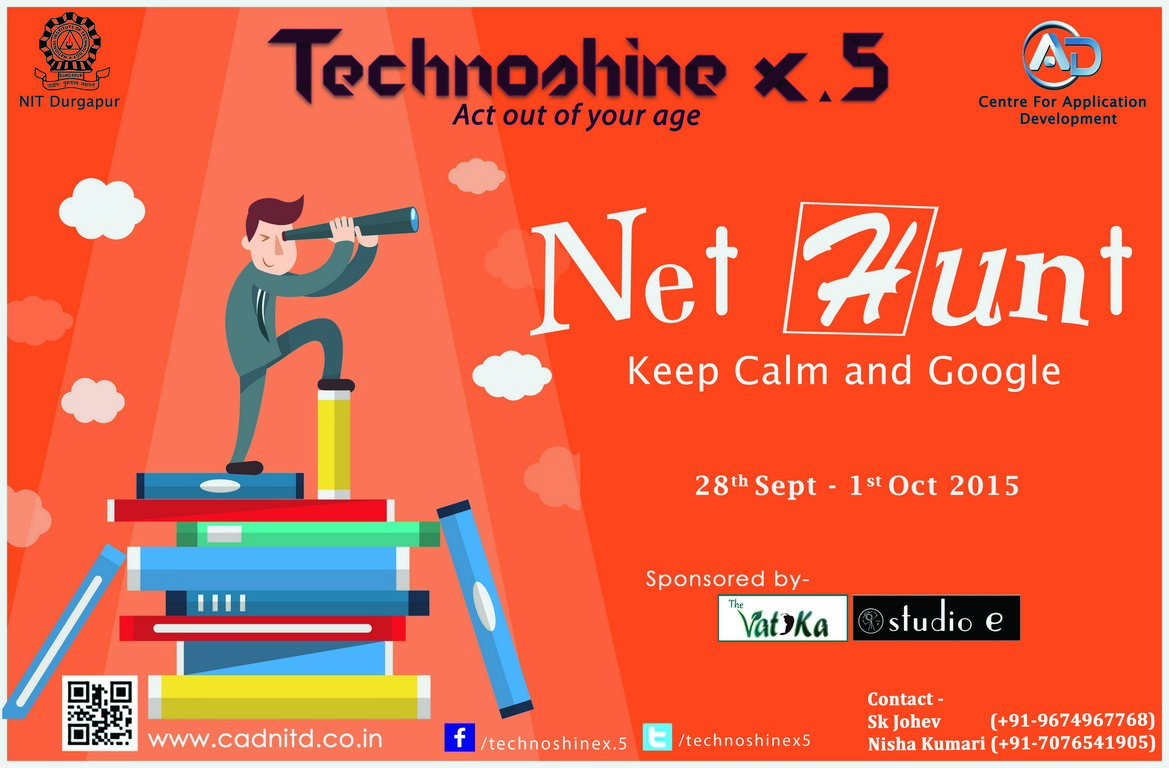 NIT Durgapur
Technoshine x.5
Act out of your age
AD
Centre For Application
Development
Net Hunt
Keep Calm and Google
28th Sept - 1st Oct 2015
Sponsored by-
The
Vatika
studio e
Contact -
Sk Johev (+91-9674967768)
Nisha Kumari (+91-7076541905)
www.cadnitd.co.in
f /technoshinex.5
t /technoshinex5